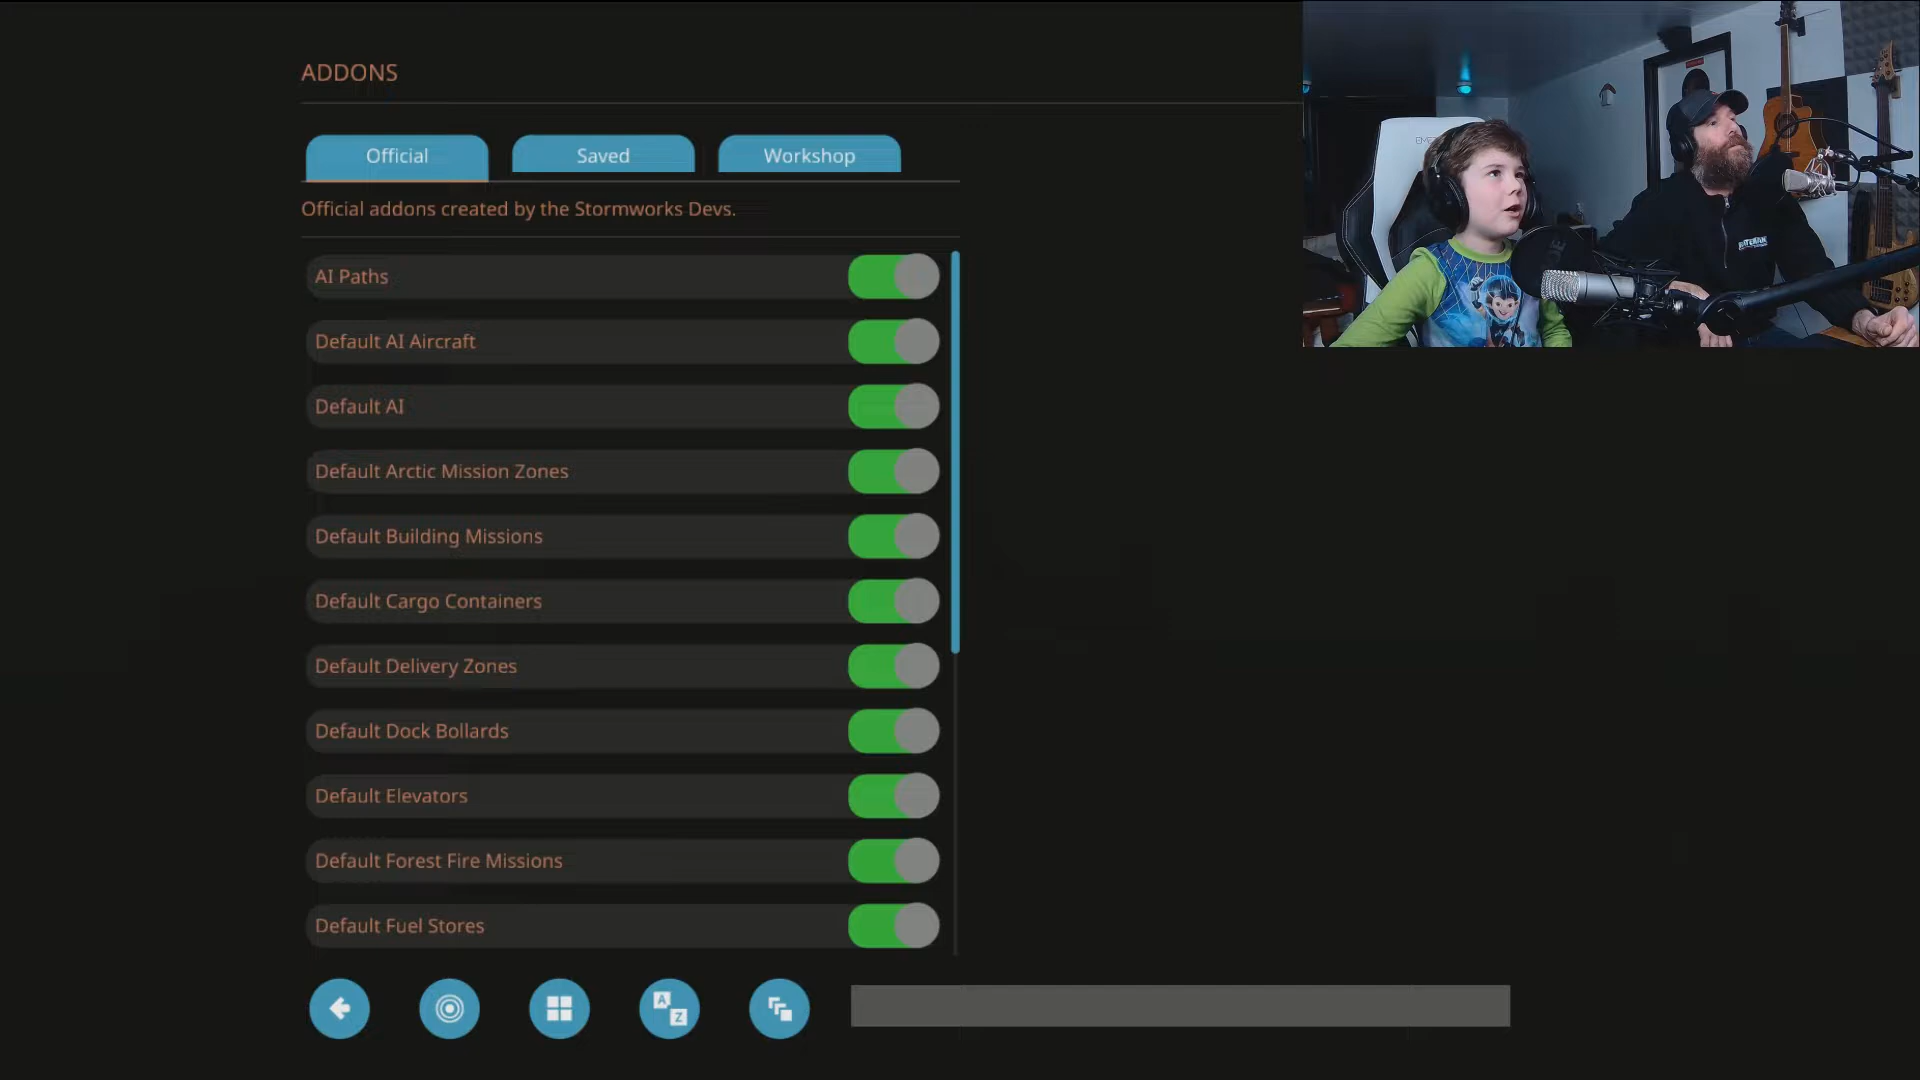 ADDONS
Official
Saved
Workshop
Official addons created by the Stormworks Devs.
AI Paths
Default AI Aircraft
Default AI
Default Arctic Mission Zones
Default Building Missions
Default Cargo Containers
Default Delivery Zones
Default Dock Bollards
Default Elevators
Default Forest Fire Missions
Default Fuel Stores
A
Z